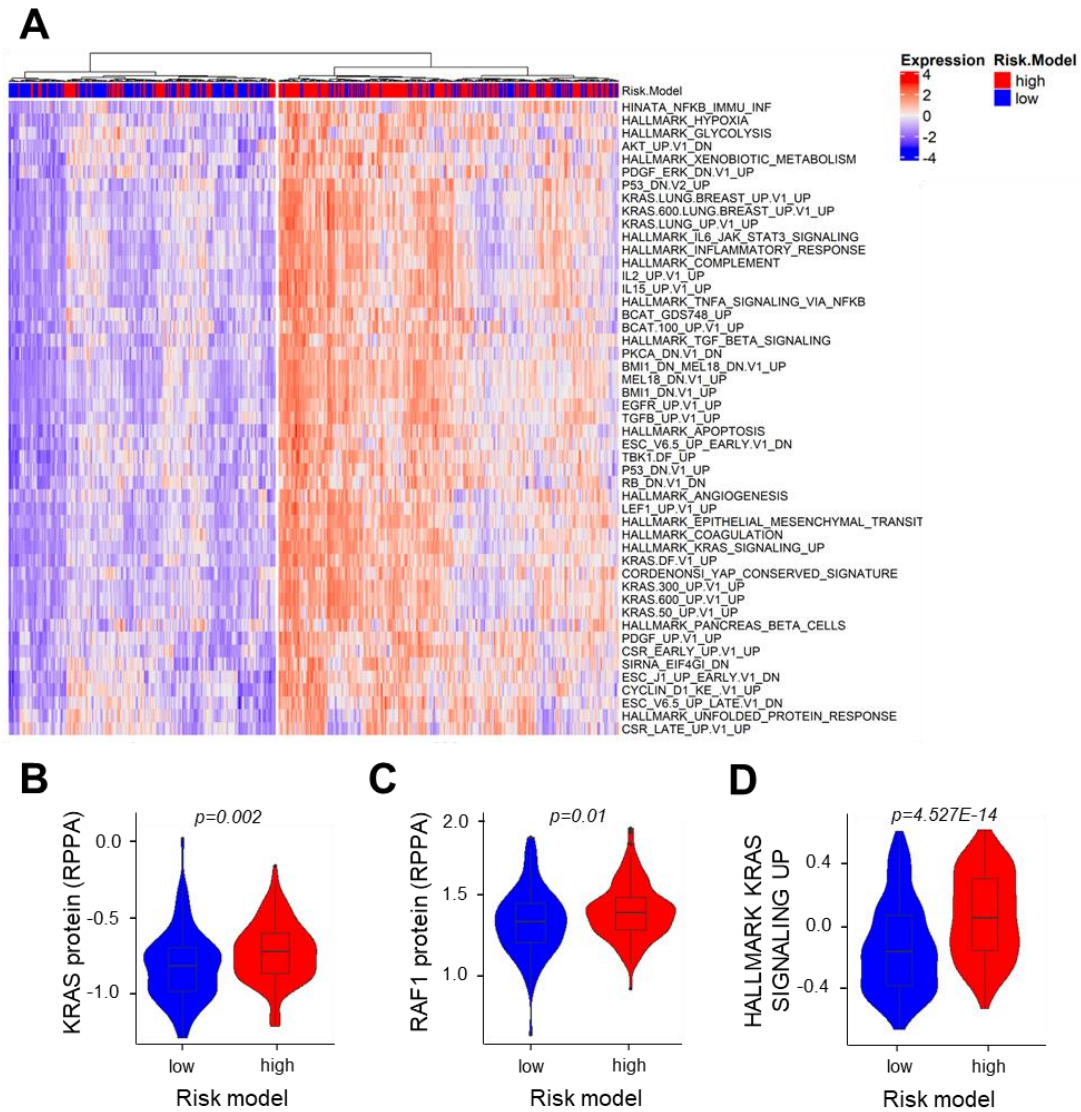 A
Expression
4
2
0
-2
-4
Risk.Model
high
low
Risk.Model
HINATA_NFKB_IMMU_INF
HALLMARK_HYPOXIA
HALLMARK_GLYCOLYSIS
AKT_UP.V1_DN
HALLMARK_XENOBIOTIC_METABOLISM
PDGF_ERK_DN.V1_UP
P53_DN.V2_UP
KRAS.LUNG.BREAST_UP.V1_UP
KRAS.600.LUNG.BREAST_UP.V1_UP
KRAS.LUNG_UP.V1_UP
HALLMARK_IL6_JAK_STAT3_SIGNALING
HALLMARK_INFLAMMATORY_RESPONSE
HALLMARK_COMPLEMENT
IL2_UP.V1_UP
IL15_UP.V1_UP
HALLMARK_TNFA_SIGNALING_VIA_NFKB
BCAT_GDS748_UP
BCAT.100_UP.V1_UP
HALLMARK_TGF_BETA_SIGNALING
PKCA_DN.V1_DN
BMI1_DN_MEL18_DN.V1_UP
MEL18_DN.V1_UP
BMI1_DN.V1_UP
EGFR_UP.V1_UP
TGFB_UP.V1_UP
HALLMARK_APOPTOSIS
ESC_V6.5_UP_EARLY.V1_DN
TBK1.DF_UP
P53_DN.V1_UP
RB_DN.V1_DN
HALLMARK_ANGIOGENESIS
LEF1_UP.V1_UP
HALLMARK_EPITHELIAL_MESENCHYMAL_TRANSIT
HALLMARK_COAGULATION
HALLMARK_KRAS_SIGNALING_UP
KRAS.DF.V1_UP
CORDENONSI_YAP_CONSERVED_SIGNATURE
KRAS.300_UP.V1_UP
KRAS.600_UP.V1_UP
KRAS.50_UP.V1_UP
HALLMARK_PANCREAS_BETA_CELLS
PDGF_UP.V1_UP
CSR_EARLY_UP.V1_UP
SIRNA_EIF4GI_DN
ESC_J1_UP_EARLY.V1_DN
CYCLIN_D1_KE_.V1_UP
ESC_V6.5_UP_LATE.V1_DN
HALLMARK_UNFOLDED_PROTEIN_RESPONSE
CSR_LATE_UP.V1_UP
B
p=0.002
KRAS protein (RPPA)
0.0
-0.5
-1.0
low
high
Risk model
C
p=0.01
RAF1 protein (RPPA)
2.0
1.5
1.0
low
high
Risk model
D
p=4.527E-14
HALLMARK KRAS
SIGNALING UP
0.4
0.0
-0.4
low
high
Risk model